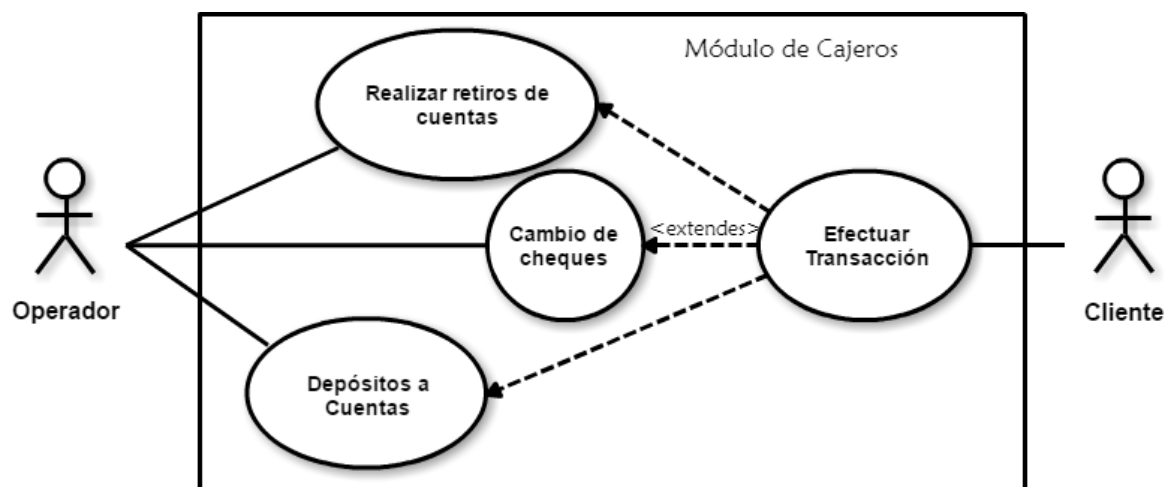 Módulo de Cajeros
Realizar retiros de
cuentas
Cambio de
cheques
<extendes>
Efectuar
Transacción
Operador
Cliente
Depósitos a
Cuentas